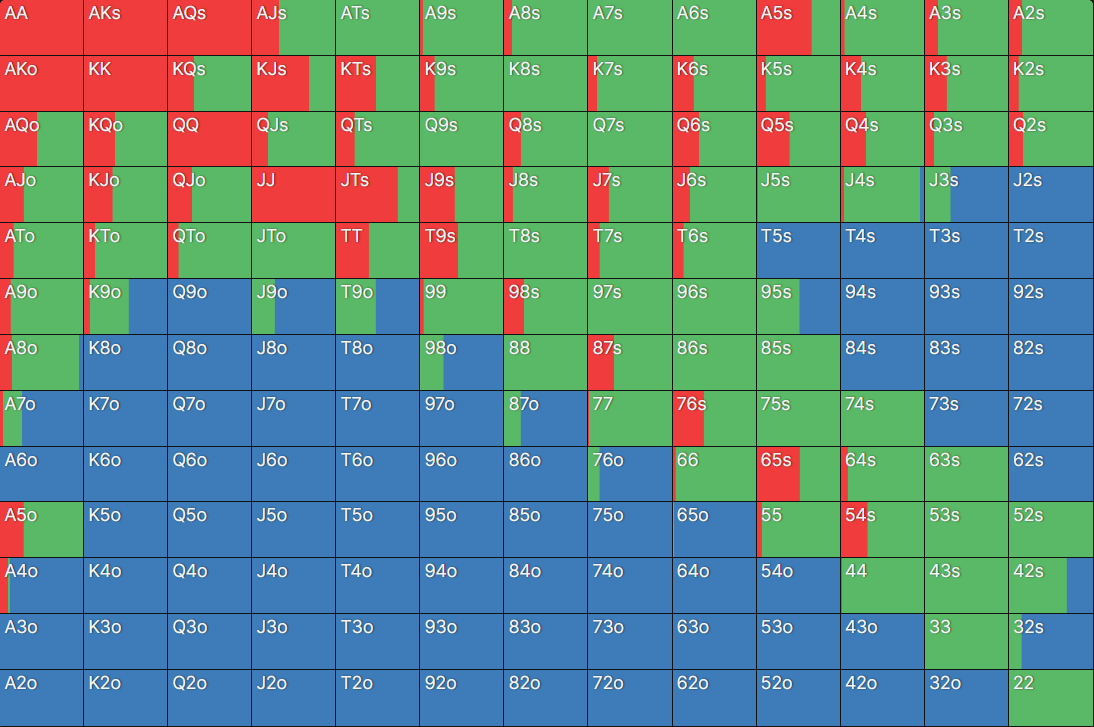 AA AKs AQs AJs ATs A9s A8s A7s A6s A5s A4s A3s A2s
AKo KK KQs KJs KTs K9s K8s K7s K6s K5s K4s K3s K2s
AQo KQo QQ QJs QTs Q9s Q8s Q7s Q6s Q5s Q4s Q3s Q2s
AJo KJo QJo JJ JTs J9s J8s J7s J6s J5s J4s J3s J2s
ATo KTo QTo JTo TT T9s T8s T7s T6s T5s T4s T3s T2s
A9o K9o Q9o J9o T9o 99 98s 97s 96s 95s 94s 93s 92s
A8o K8o Q8o J8o T8o 98o 88 87s 86s 85s 84s 83s 82s
A7o K7o Q7o J7o T7o 97o 87o 77 76s 75s 74s 73s 72s
A6o K6o Q6o J6o T6o 96o 86o 76o 66 65s 64s 63s 62s
A5o K5o Q5o J5o T5o 95o 85o 75o 65o 55 54s 53s 52s
A4o K4o Q4o J4o T4o 94o 84o 74o 64o 54o 44 43s 42s
A3o K3o Q3o J3o T3o 93o 83o 73o 63o 53o 43o 33 32s
A2o K2o Q2o J2o T2o 92o 82o 72o 62o 52o 42o 32o 22